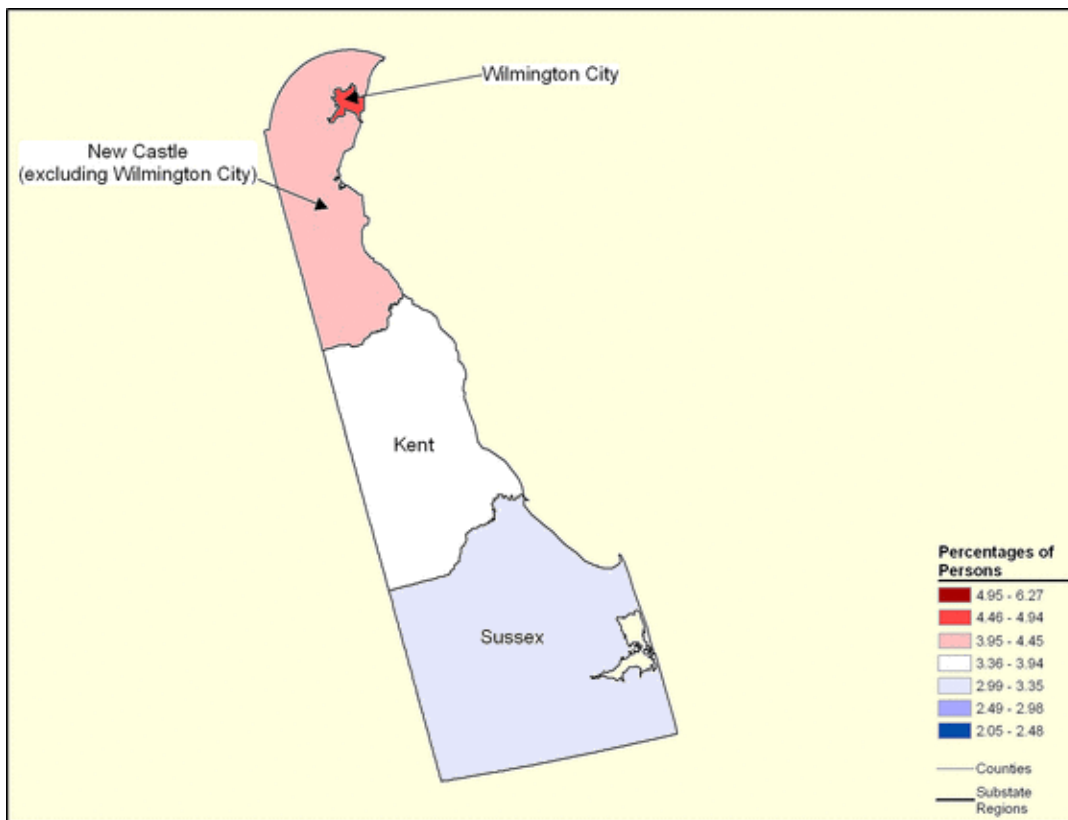 Wilmington City
New Castle
(excluding Wilmington City)
Kent
Sussex
Percentages of
Persons
4.95 - 6.27
4.46 - 4.94
3.95 - 4.45
3.36 - 3.94
2.99 - 3.35
2.49 - 2.98
2.05 - 2.48
Counties
Substate
Regions